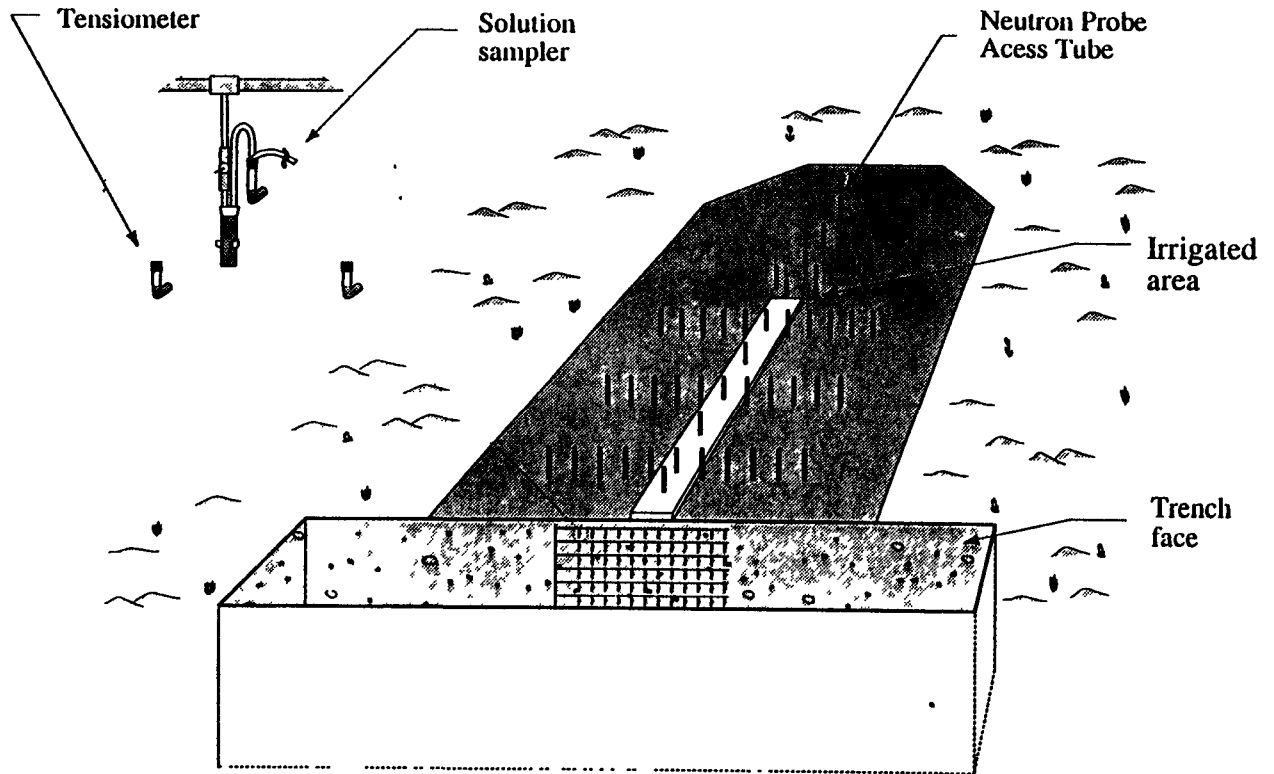 Tensiometer
Solution
sampler
Neutron Probe
Acess Tube
Irrigated
area
Trench
face